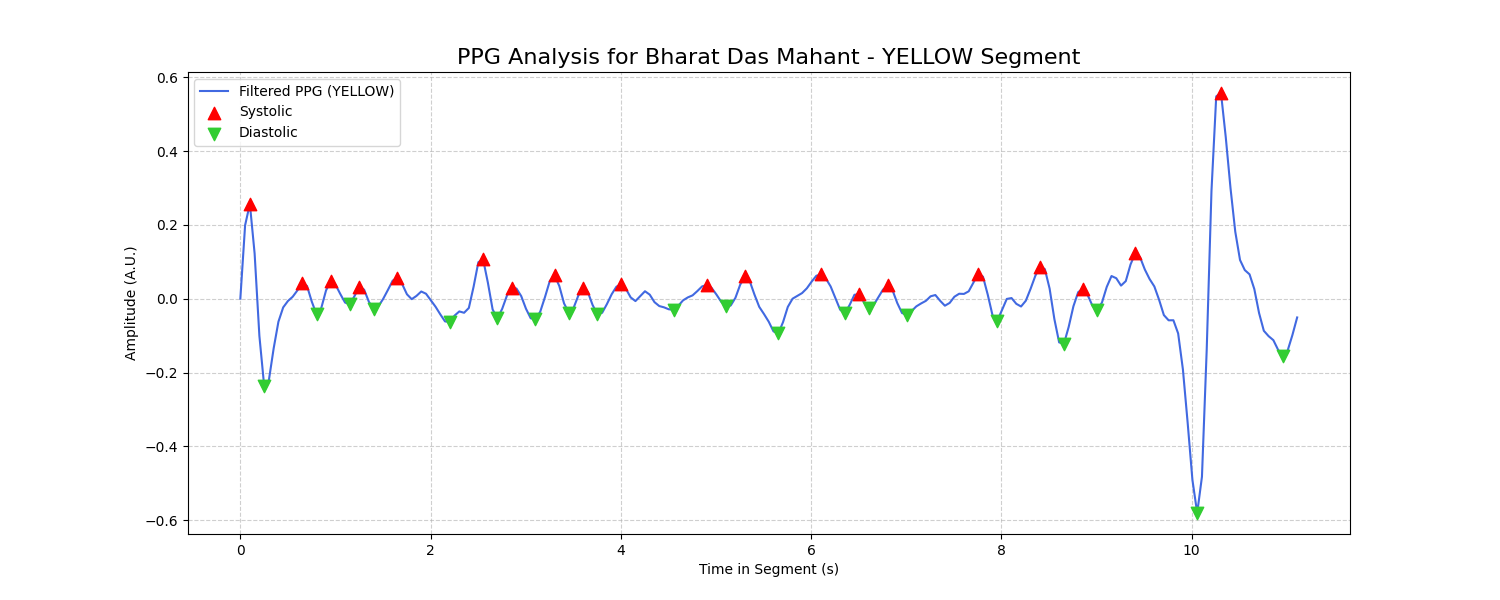 PPG Analysis for Bharat Das Mahant - YELLOW Segment
Filtered PPG (YELLOW)
Systolic
Diastolic
Amplitude (A.U.)
0.6
0.4
0.2
0.0
−0.2
−0.4
−0.6
0 2 4 6 8 10
Time in Segment (s)